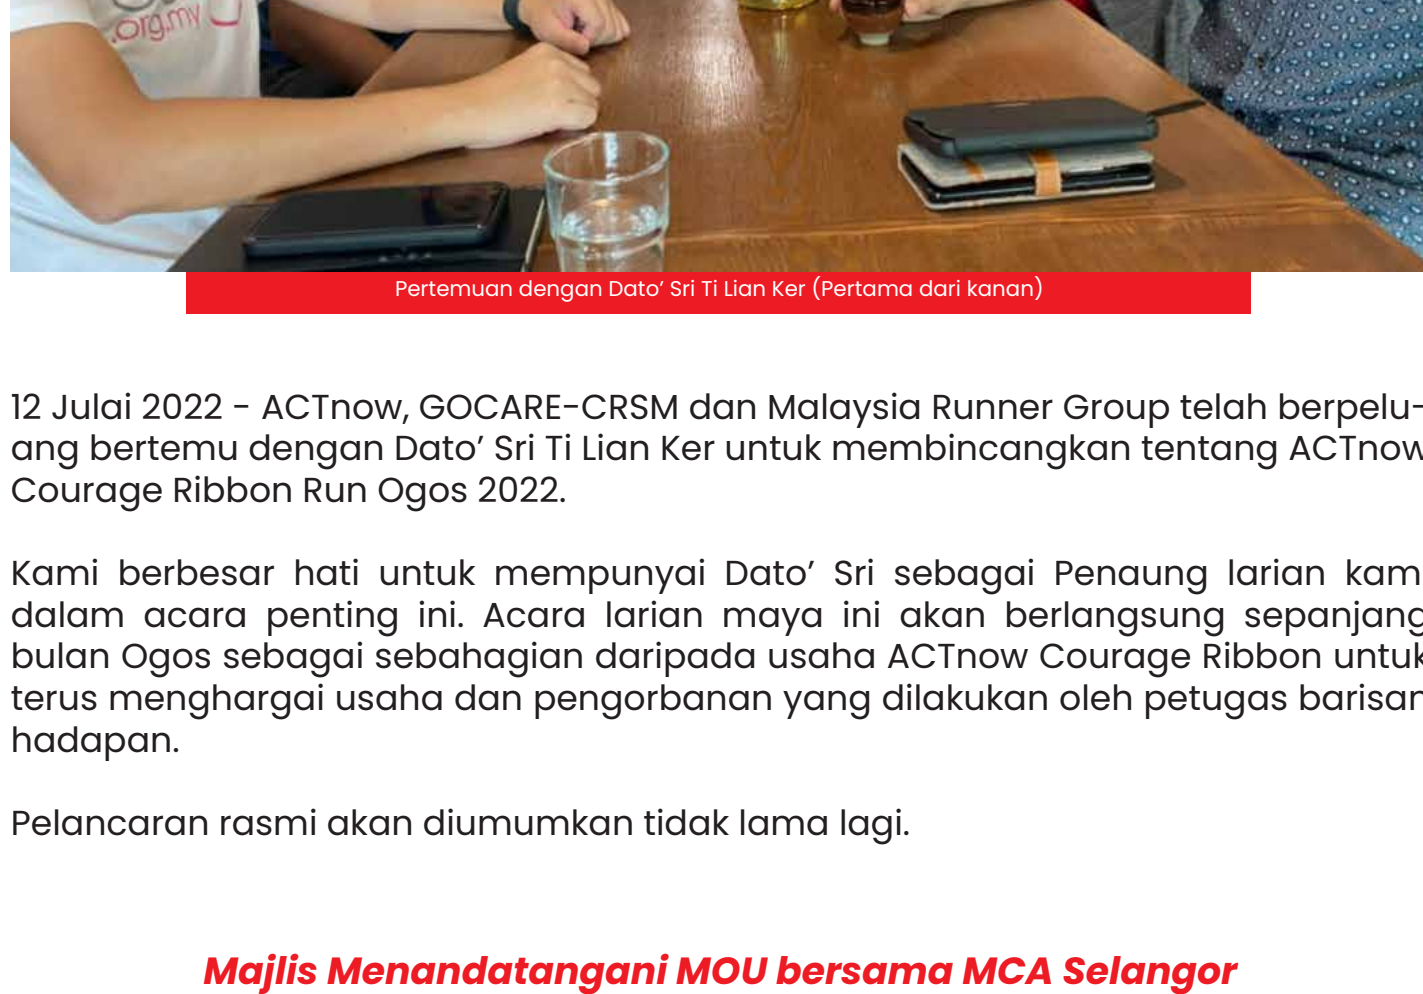 .org.my
Pertemuan dengan Dato’ Sri Ti Lian Ker (Pertama dari kanan)
12 Julai 2022 - ACTnow, GOCARE-CRSM dan Malaysia Runner Group telah berpelu-
ang bertemu dengan Dato’ Sri Ti Lian Ker untuk membincangkan tentang ACTnow
Courage Ribbon Run Ogos 2022.
Kami berbesar hati untuk mempunyai Dato’ Sri sebagai Penaung larian kami
dalam acara penting ini. Acara larian maya ini akan berlangsung sepanjang
bulan Ogos sebagai sebahagian daripada usaha ACTnow Courage Ribbon untuk
terus menghargai usaha dan pengorbanan yang dilakukan oleh petugas barisan
hadapan.
Pelancaran rasmi akan diumumkan tidak lama lagi.
Majlis Menandatangani MOU bersama MCA Selangor